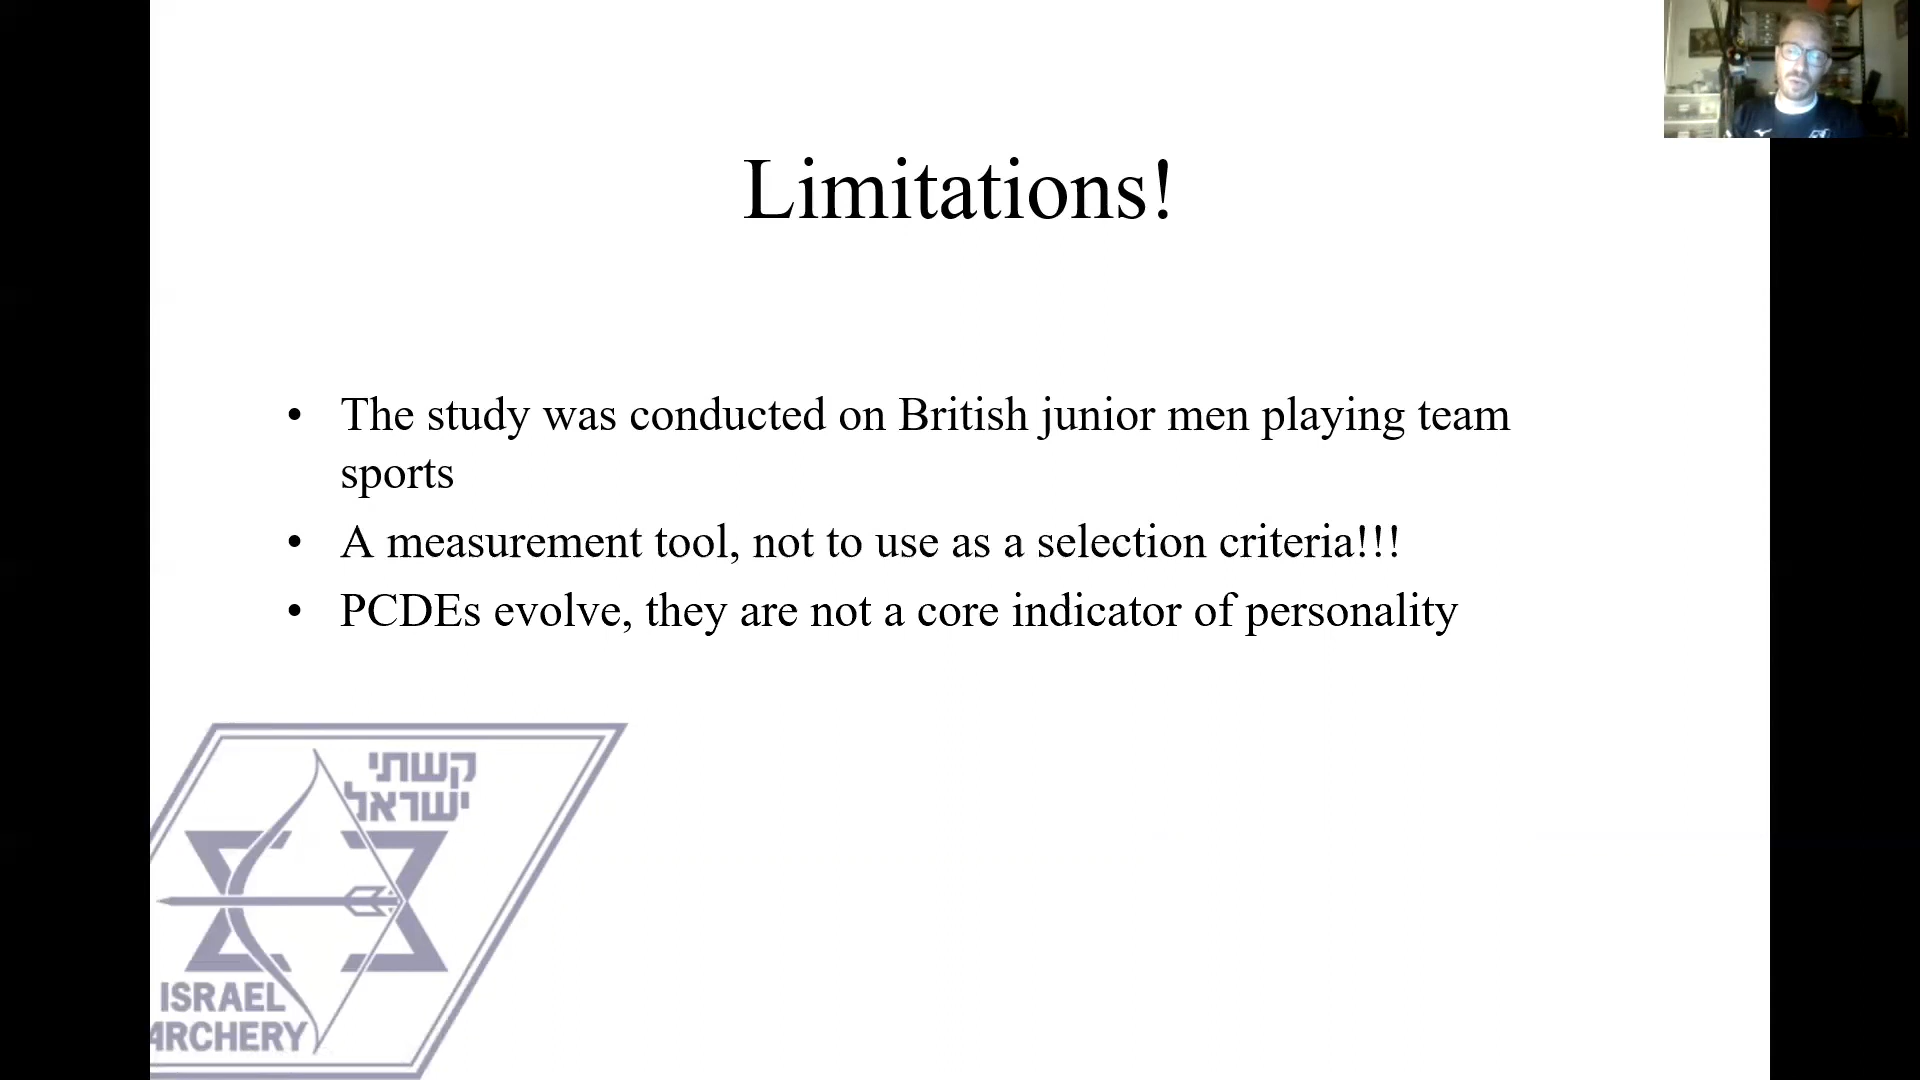 Limitations!
• The study was conducted on British junior men playing team
sports
• A measurement tool, not to use as a selection criteria!!!
• PCDEs evolve, they are not a core indicator of personality
קשתי
ישראל
ISRAEL
ARCHERY